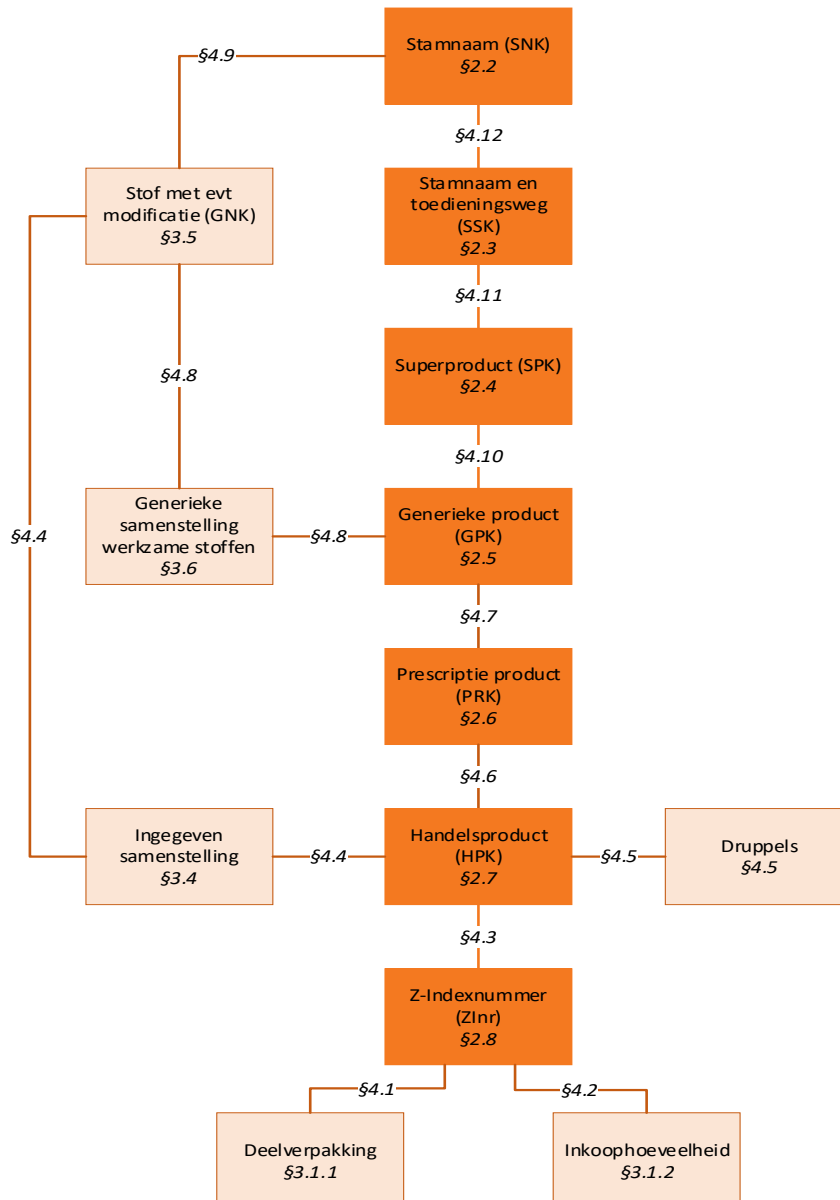 Stamnaam (SNK)
§2.2
§4.9
§4.12
Stof met evt
modificatie (GNK)
§3.5
Stamnaam en
toedieningsweg
(SSK)
§2.3
§4.11
§4.8
Superproduct (SPK)
§2.4
§4.10
§4.4
Generieke
samenstelling
werkzame stoffen
§3.6
§4.8
Generieke product
(GPK)
§2.5
§4.7
Prescriptie product
(PRK)
§2.6
§4.6
Ingegeven
samenstelling
§3.4
§4.4
Handelsproduct
(HPK)
§2.7
§4.5
Druppels
§4.5
§4.3
Z-Indexnummer
(ZInr)
§2.8
§4.1
§4.2
Deelverpakking
§3.1.1
Inkoophoeveelheid
§3.1.2